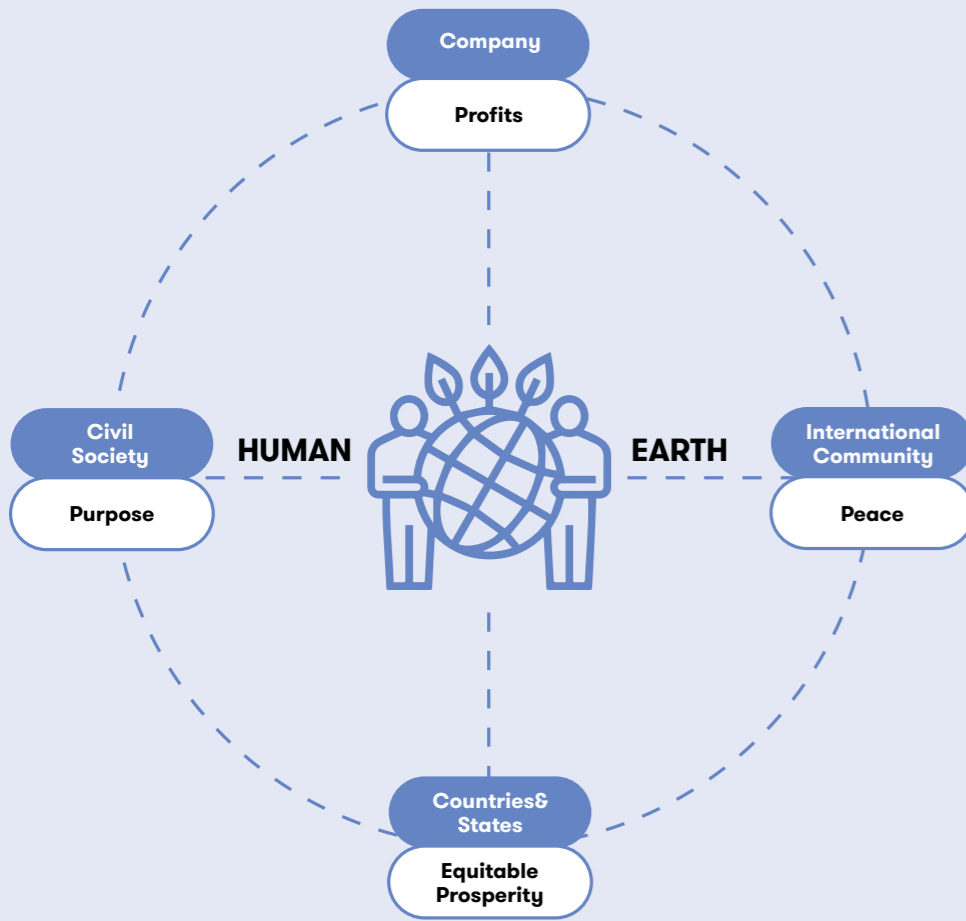 Company
Profits
Civil
Society
Purpose
HUMAN
EARTH
International
Community
Peace
Countries&
States
Equitable
Prosperity